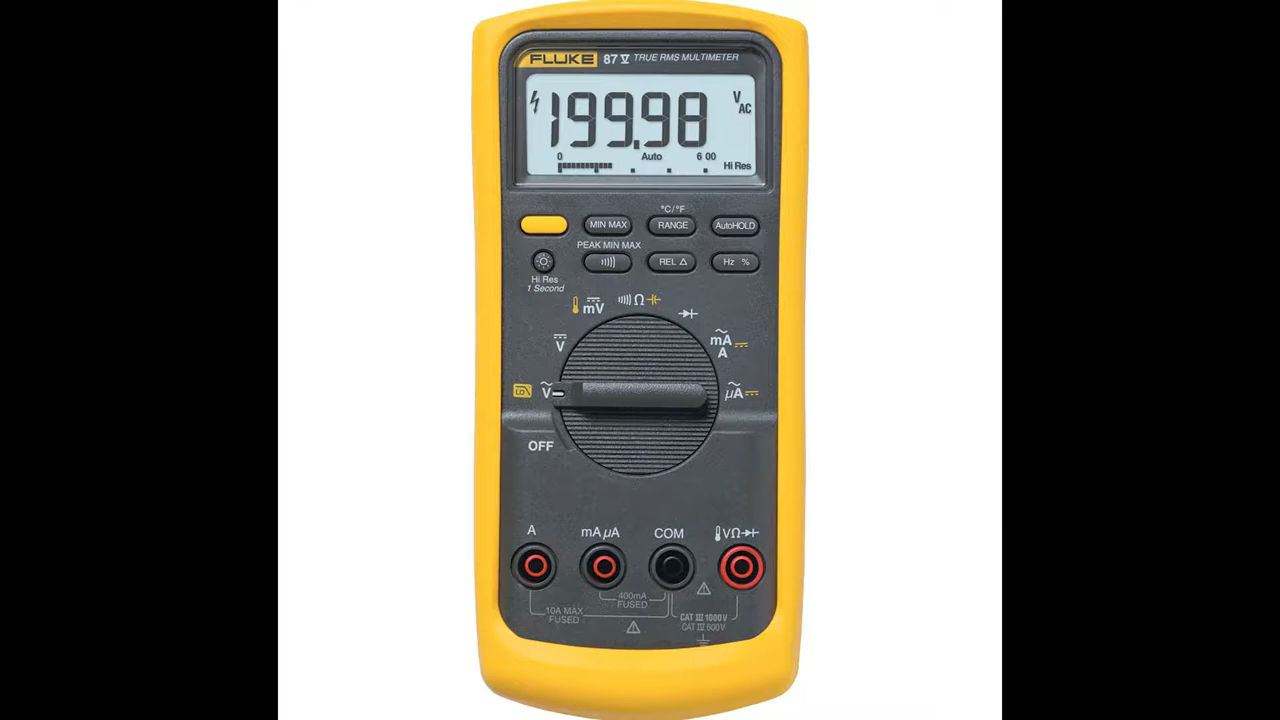 FLUKE 87 V TRUE RMS MULTIMETER
199.98 V AC
0 Auto 600
Hi Res
°C/°F
MIN MAX RANGE AutoHOLD
PEAK MIN MAX
REL Δ Hz %
Hi Res
1 Second
mV Ω
V mA
A
LO V µA
OFF
A mA µA COM VΩ
400mA
FUSED
10A MAX
FUSED
CAT III 1000V
CAT IV 600V